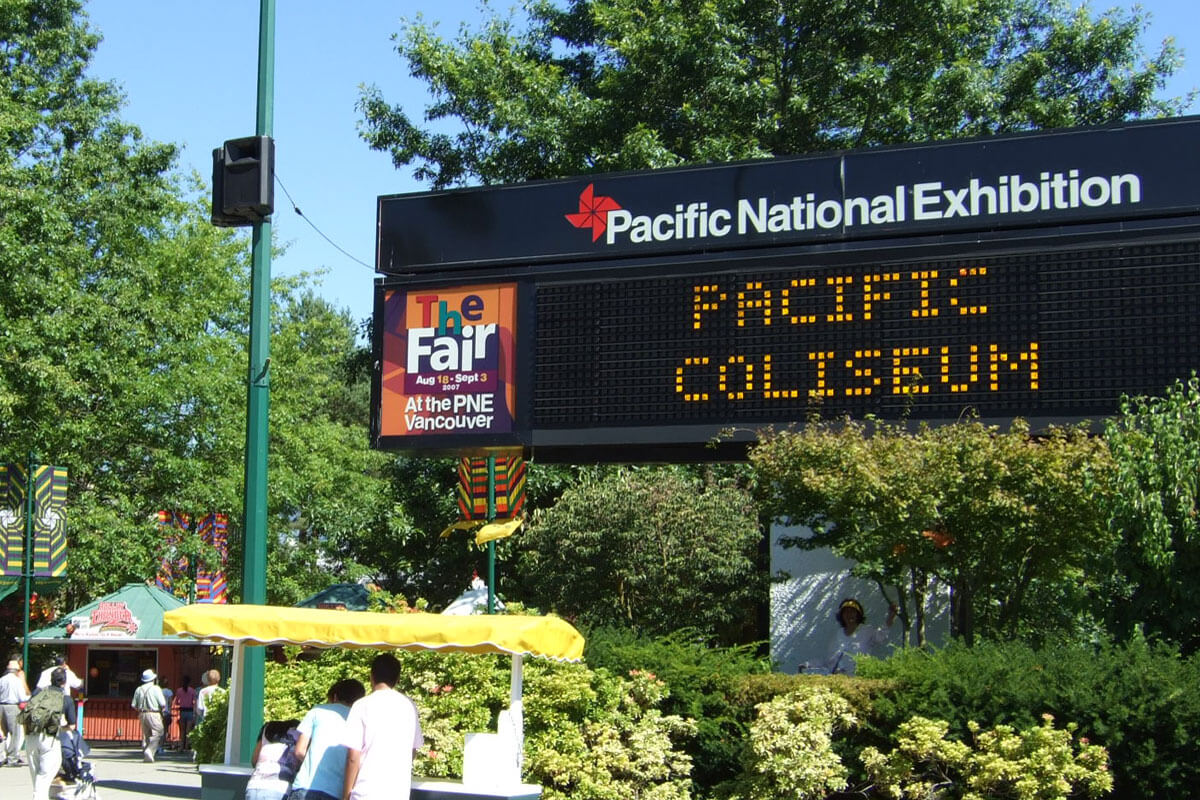 Pacific National Exhibition
PACIFIC
COLISEUM
The
Fair
Aug 18 - Sept 3
2007
At the PNE
Vancouver